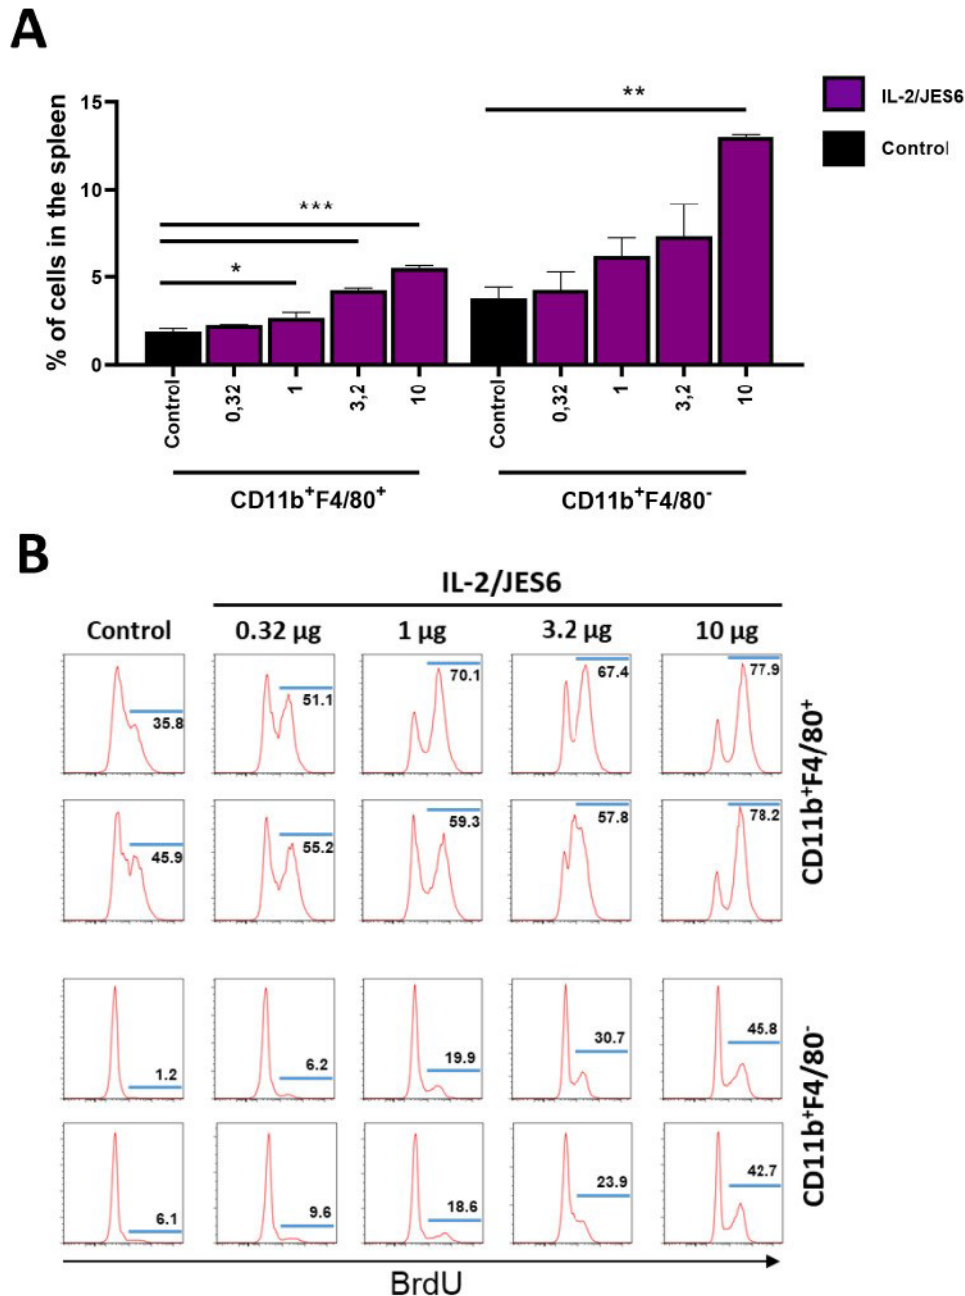 A
% of cells in the spleen
15
10
5
0
***
*
**
IL-2/JES6
Control
Control
0,32
1
3,2
10
Control
0,32
1
3,2
10
CD11b⁺F4/80⁺
CD11b⁺F4/80⁻
B
IL-2/JES6
Control 0.32 µg 1 µg 3.2 µg 10 µg
35.8 51.1 70.1 67.4 77.9
45.9 55.2 59.3 57.8 78.2
CD11b⁺F4/80⁺
1.2 6.2 19.9 30.7 45.8
6.1 9.6 18.6 23.9 42.7
CD11b⁺F4/80⁻
BrdU